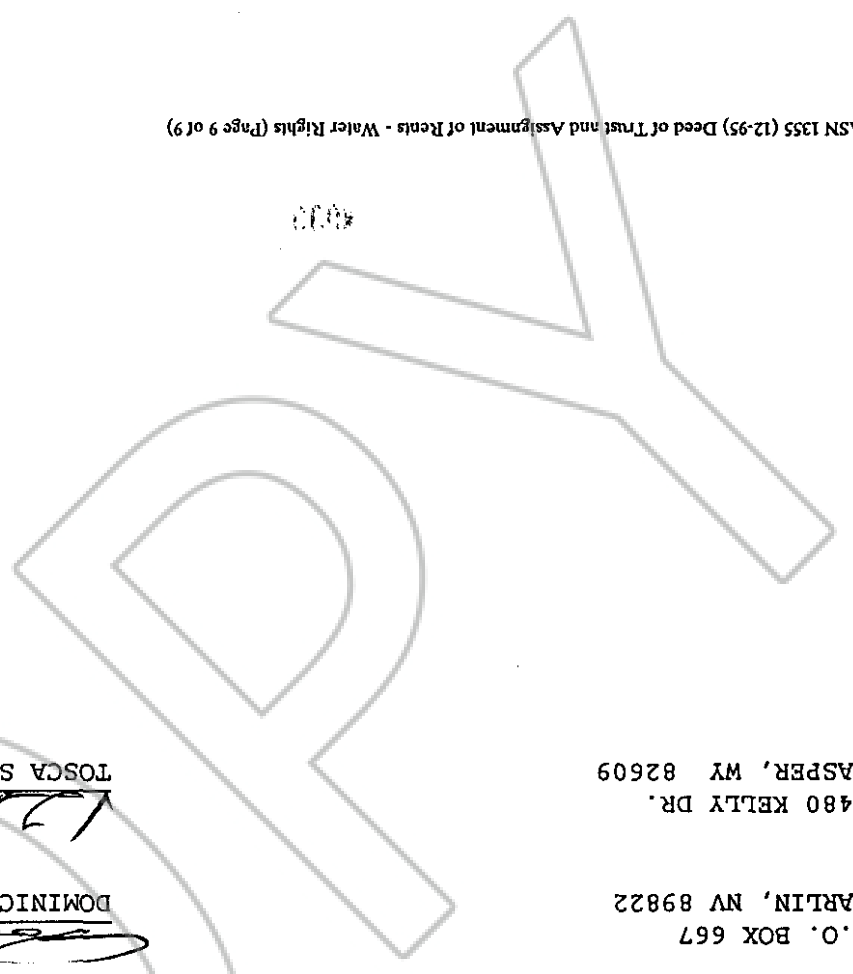 .O. BOX 667
ARLIN, NV 89822 DOMINIC
480 KELLY DR.
ASPER, WY 82609 TOSCA S
ASN 1355 (12-95) Deed of Trust and Assignment of Rents - Water Rights (Page 9 of 9)
PY